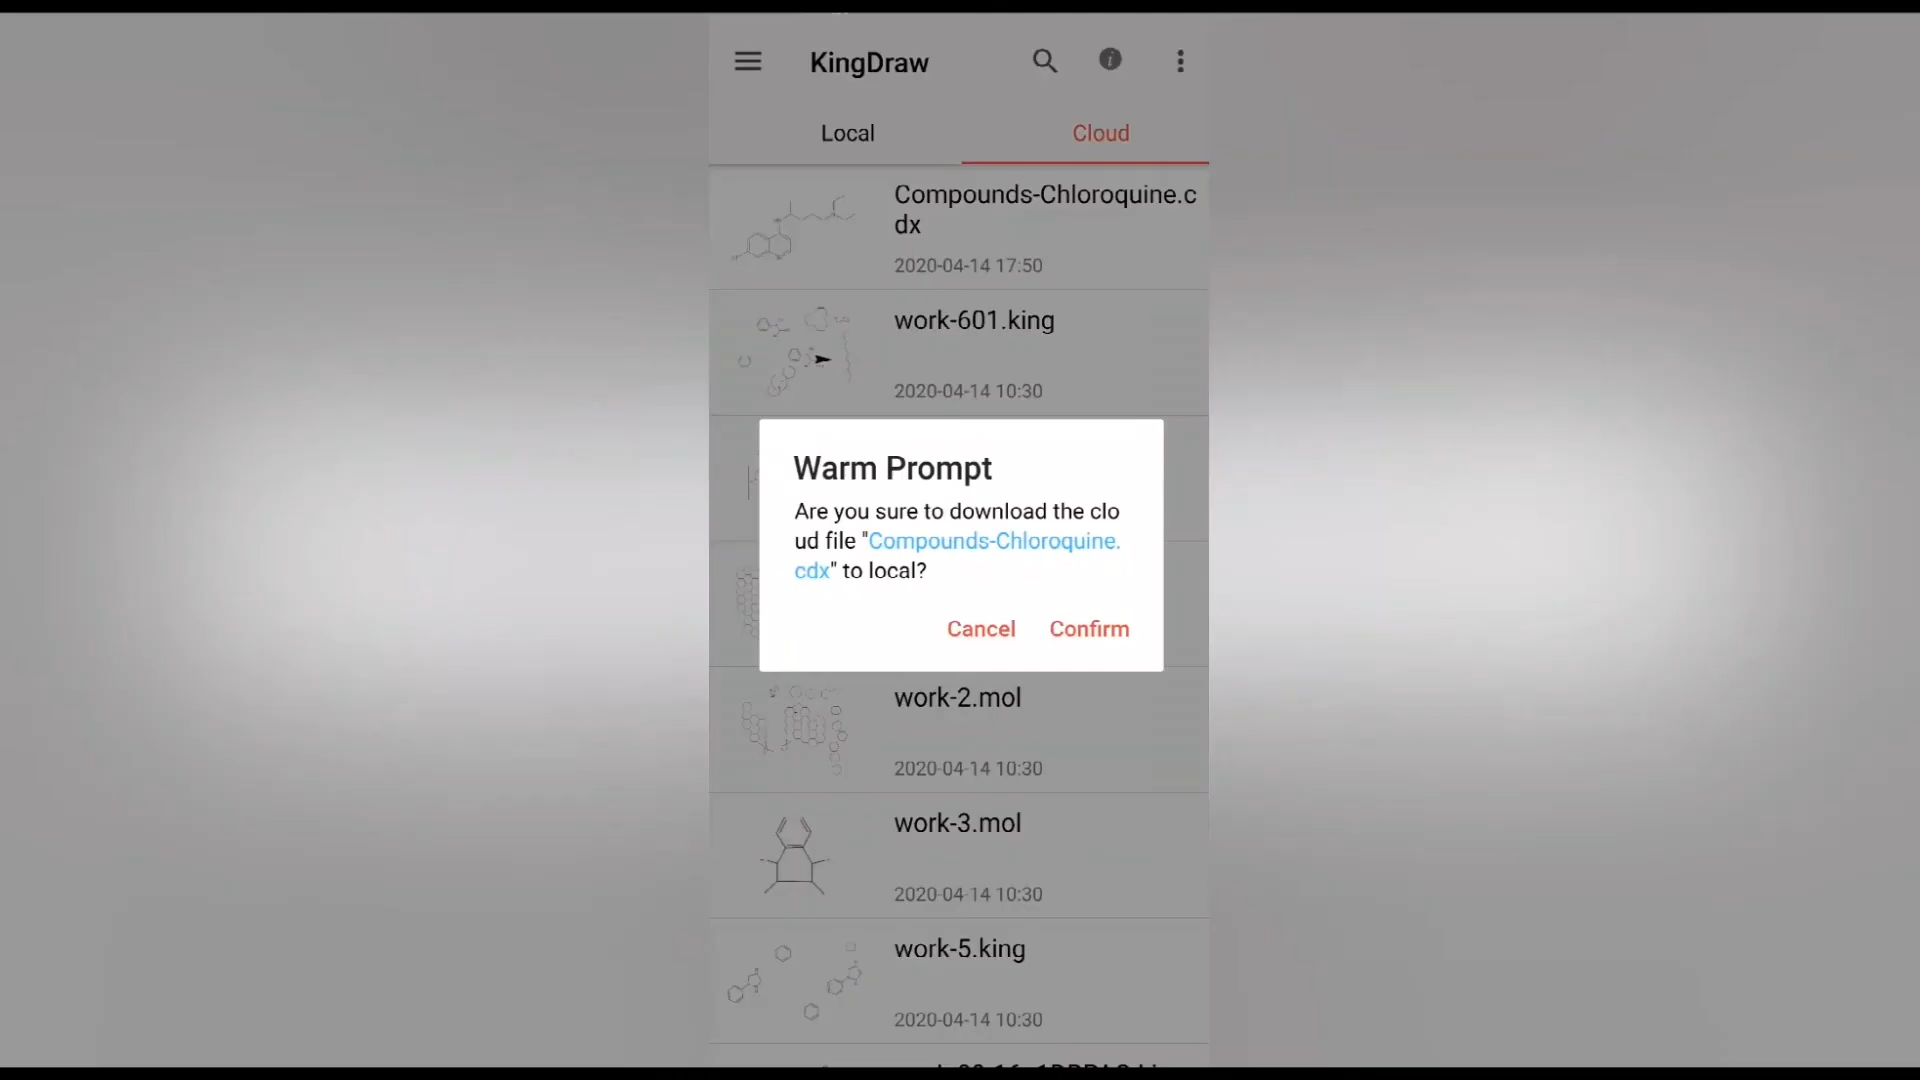 KingDraw
Local
Cloud
Compounds-Chloroquine.c
dx
2020-04-14 17:50
work-601.king
2020-04-14 10:30
Warm Prompt
Are you sure to download the clo
ud file "Compounds-Chloroquine.
cdx" to local?
Cancel
Confirm
work-2.mol
2020-04-14 10:30
work-3.mol
2020-04-14 10:30
work-5.king
2020-04-14 10:30